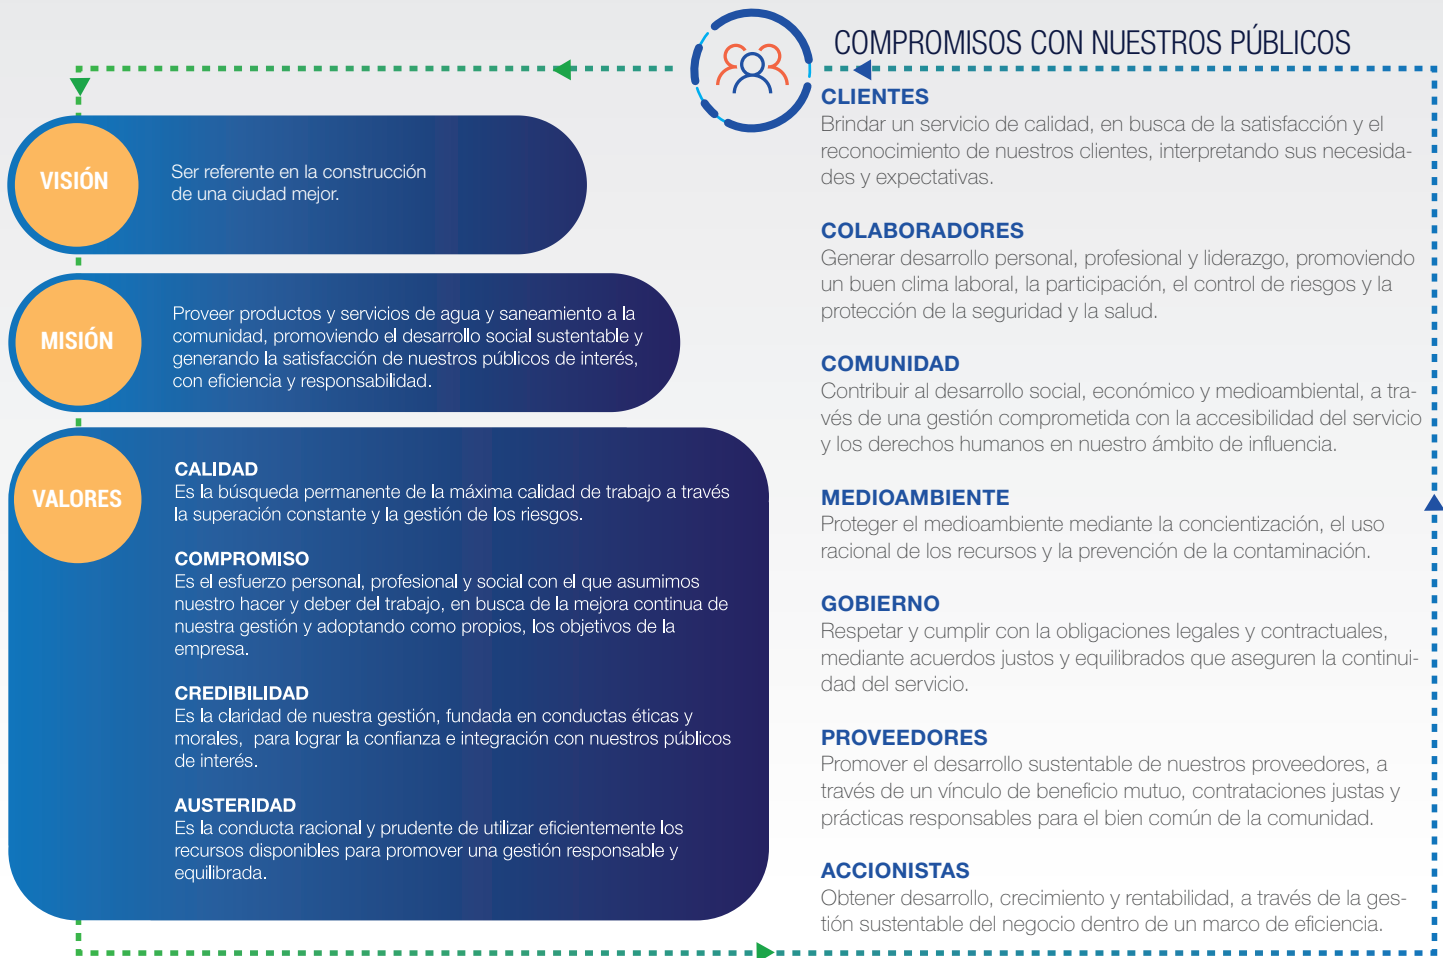 VISIÓN
Ser referente en la construcción
de una ciudad mejor.
MISIÓN
Proveer productos y servicios de agua y saneamiento a la
comunidad, promoviendo el desarrollo social sustentable y
generando la satisfacción de nuestros públicos de interés,
con eficiencia y responsabilidad.
VALORES
CALIDAD
Es la búsqueda permanente de la máxima calidad de trabajo a través
la superación constante y la gestión de los riesgos.
COMPROMISO
Es el esfuerzo personal, profesional y social con el que asumimos
nuestro hacer y deber del trabajo, en busca de la mejora continua de
nuestra gestión y adoptando como propios, los objetivos de la
empresa.
CREDIBILIDAD
Es la claridad de nuestra gestión, fundada en conductas éticas y
morales, para lograr la confianza e integración con nuestros públicos
de interés.
AUSTERIDAD
Es la conducta racional y prudente de utilizar eficientemente los
recursos disponibles para promover una gestión responsable y
equilibrada.
COMPROMISOS CON NUESTROS PÚBLICOS
CLIENTES
Brindar un servicio de calidad, en busca de la satisfacción y el
reconocimiento de nuestros clientes, interpretando sus necesida-
des y expectativas.
COLABORADORES
Generar desarrollo personal, profesional y liderazgo, promoviendo
un buen clima laboral, la participación, el control de riesgos y la
protección de la seguridad y la salud.
COMUNIDAD
Contribuir al desarrollo social, económico y medioambiental, a tra-
vés de una gestión comprometida con la accesibilidad del servicio
y los derechos humanos en nuestro ámbito de influencia.
MEDIOAMBIENTE
Proteger el medioambiente mediante la concientización, el uso
racional de los recursos y la prevención de la contaminación.
GOBIERNO
Respetar y cumplir con la obligaciones legales y contractuales,
mediante acuerdos justos y equilibrados que aseguren la continui-
dad del servicio.
PROVEEDORES
Promover el desarrollo sustentable de nuestros proveedores, a
través de un vínculo de beneficio mutuo, contrataciones justas y
prácticas responsables para el bien común de la comunidad.
ACCIONISTAS
Obtener desarrollo, crecimiento y rentabilidad, a través de la ges-
tión sustentable del negocio dentro de un marco de eficiencia.